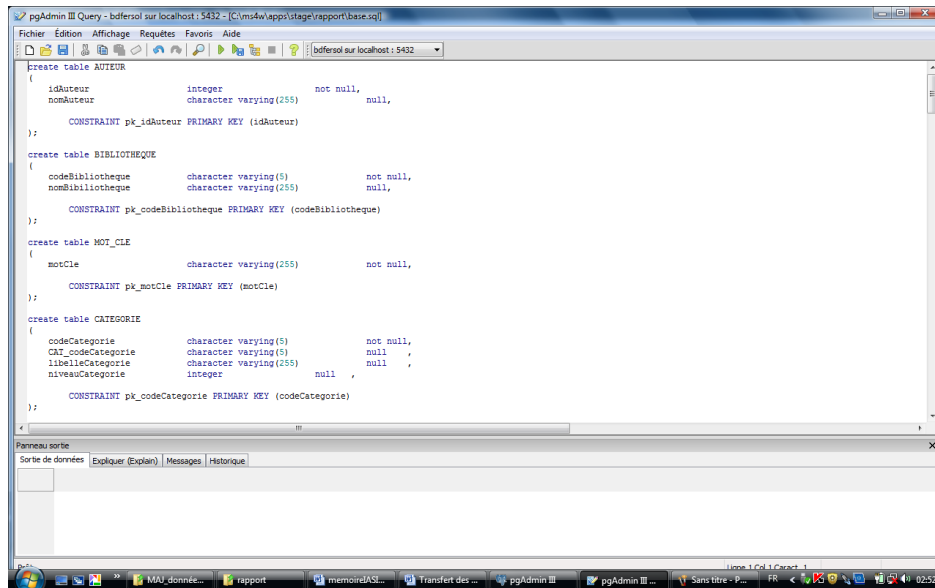 pgAdmin III Query - bdfersol sur localhost : 5432 - [C:\ms4w\apps\stage\rapport\base.sql]
Fichier Édition Affichage Requêtes Favoris Aide
bdfersol sur localhost : 5432
create table AUTEUR
(
idAuteur integer not null,
nomAuteur character varying(255) null,
CONSTRAINT pk_idAuteur PRIMARY KEY (idAuteur)
);
create table BIBLIOTHEQUE
(
codeBibliotheque character varying(5) not null,
nomBibiliotheque character varying(255) null,
CONSTRAINT pk_codeBibliotheque PRIMARY KEY (codeBibliotheque)
);
create table MOT_CLE
(
motCle character varying(255) not null,
CONSTRAINT pk_motCle PRIMARY KEY (motCle)
);
create table CATEGORIE
(
codeCategorie character varying(5) not null,
CAT_codeCategorie character varying(5) null ,
libelleCategorie character varying(255) null ,
niveauCategorie integer null ,
CONSTRAINT pk_codeCategorie PRIMARY KEY (codeCategorie)
);
Panneau sortie
Sortie de données Expliquer (Explain) Messages Historique
Ligne 1 Col 1 Caract. 1
MAJ_donnée... rapport memoireIASI... Transfert des ... pgAdmin III pgAdmin III ... Sans titre - P... FR